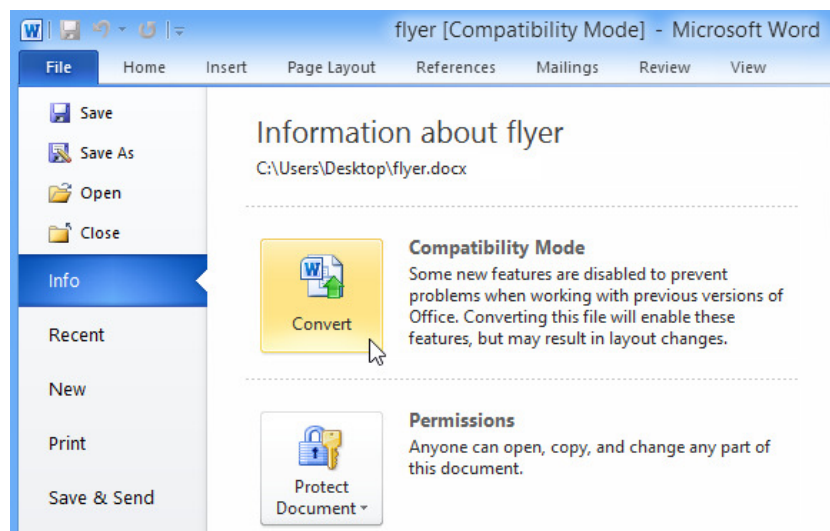 flyer [Compatibility Mode] - Microsoft Word
File Home Insert Page Layout References Mailings Review View
Save
Save As
Open
Close
Info
Recent
New
Print
Save & Send
Information about flyer
C:\Users\Desktop\flyer.docx
Convert
Compatibility Mode
Some new features are disabled to prevent
problems when working with previous versions of
Office. Converting this file will enable these
features, but may result in layout changes.
Protect
Document
Permissions
Anyone can open, copy, and change any part of
this document.